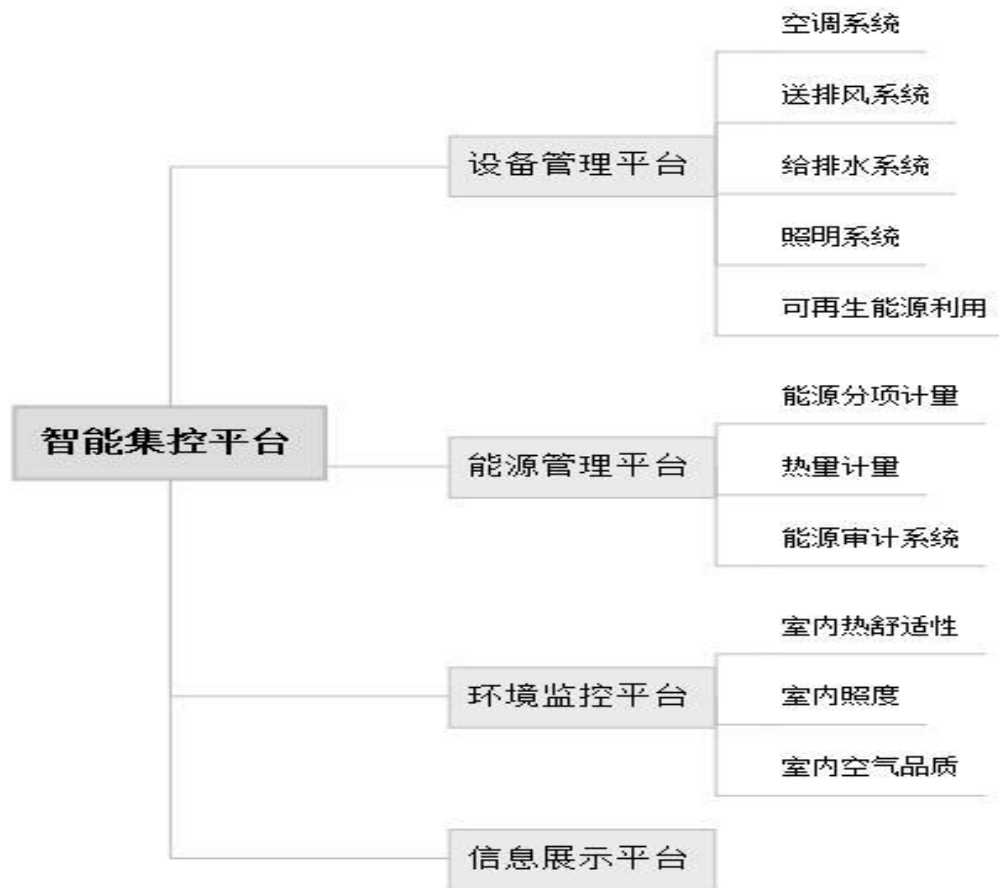 智能集控平台
设备管理平台
空调系统
送排风系统
给排水系统
照明系统
可再生能源利用
能源管理平台
能源分项计量
热量计量
能源审计系统
环境监控平台
室内热舒适性
室内照度
室内空气品质
信息展示平台